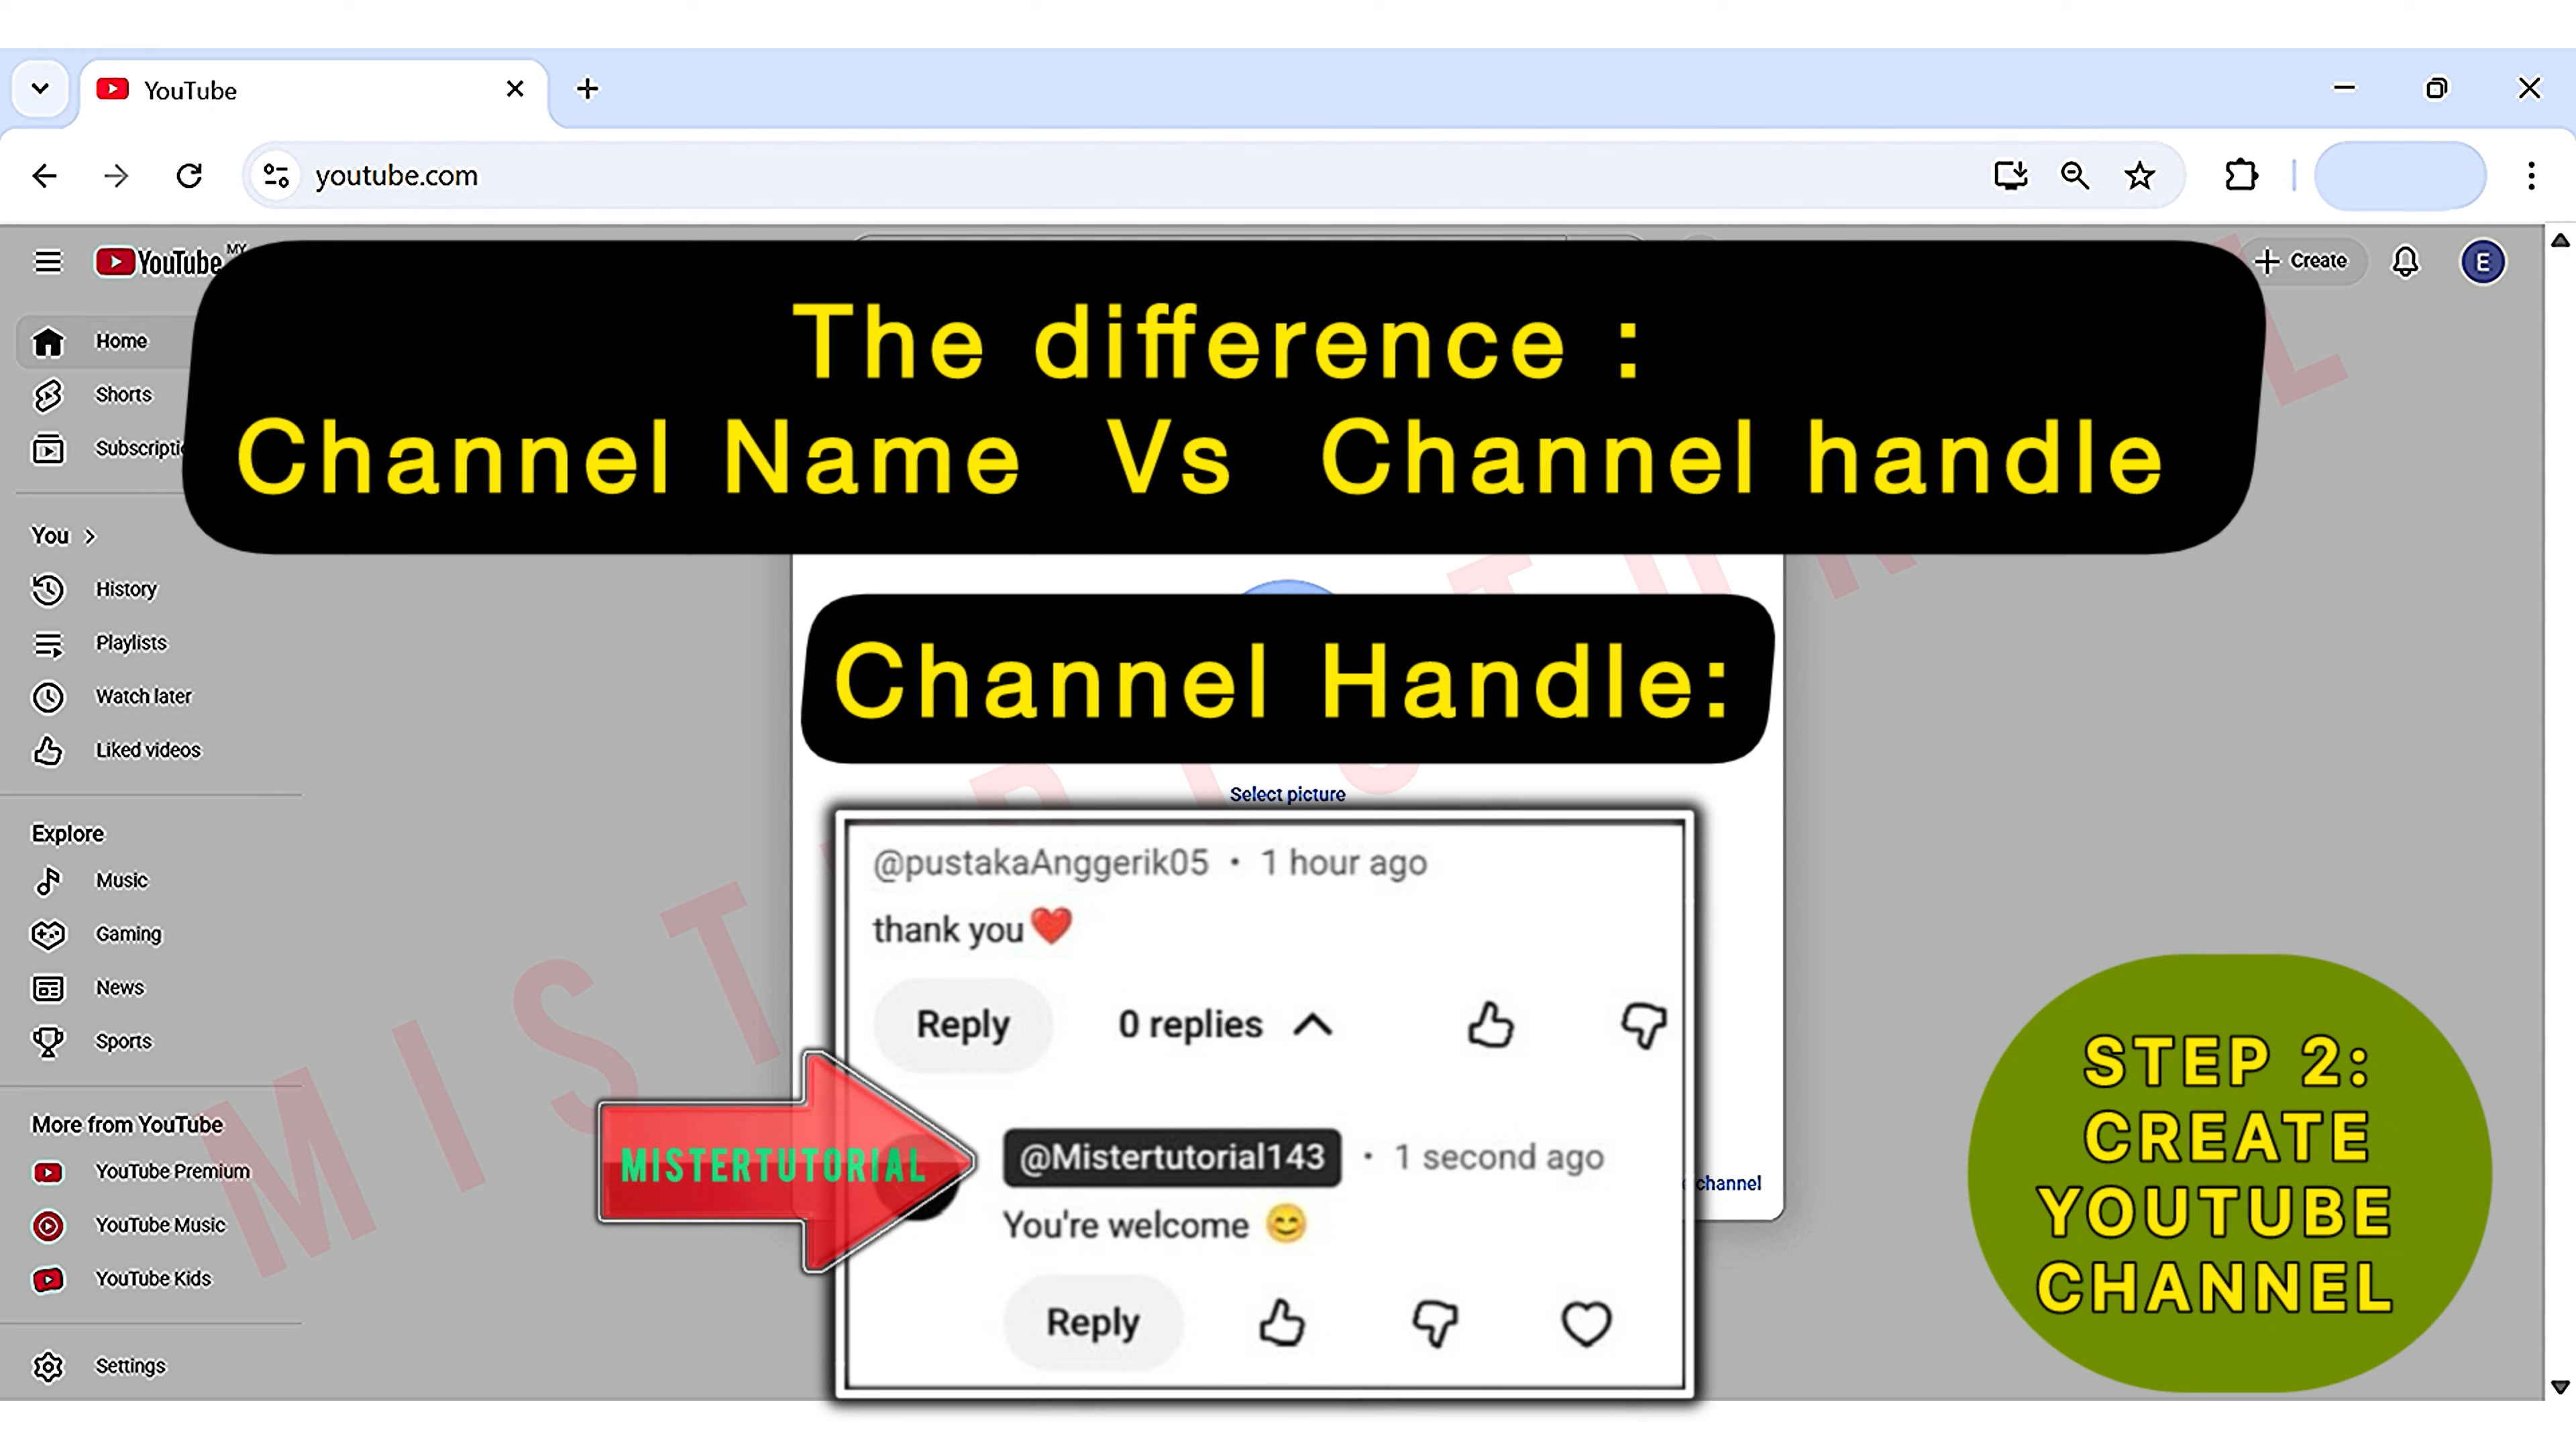 YouTube
youtube.com
YouTube MY
Create
E
The difference :
Channel Name Vs Channel handle
Home
Shorts
Subscripti
You
History
Playlists
Watch later
Liked videos
Explore
Music
Gaming
News
Sports
More from YouTube
YouTube Premium
YouTube Music
YouTube Kids
Settings
Channel Handle:
Select picture
@pustakaAnggerik05 • 1 hour ago
thank you❤️
Reply 0 replies
MISTERTUTORIAL
@Mistertutorial143 • 1 second ago
You're welcome 😊
Reply
channel
STEP 2:
CREATE
YOUTUBE
CHANNEL